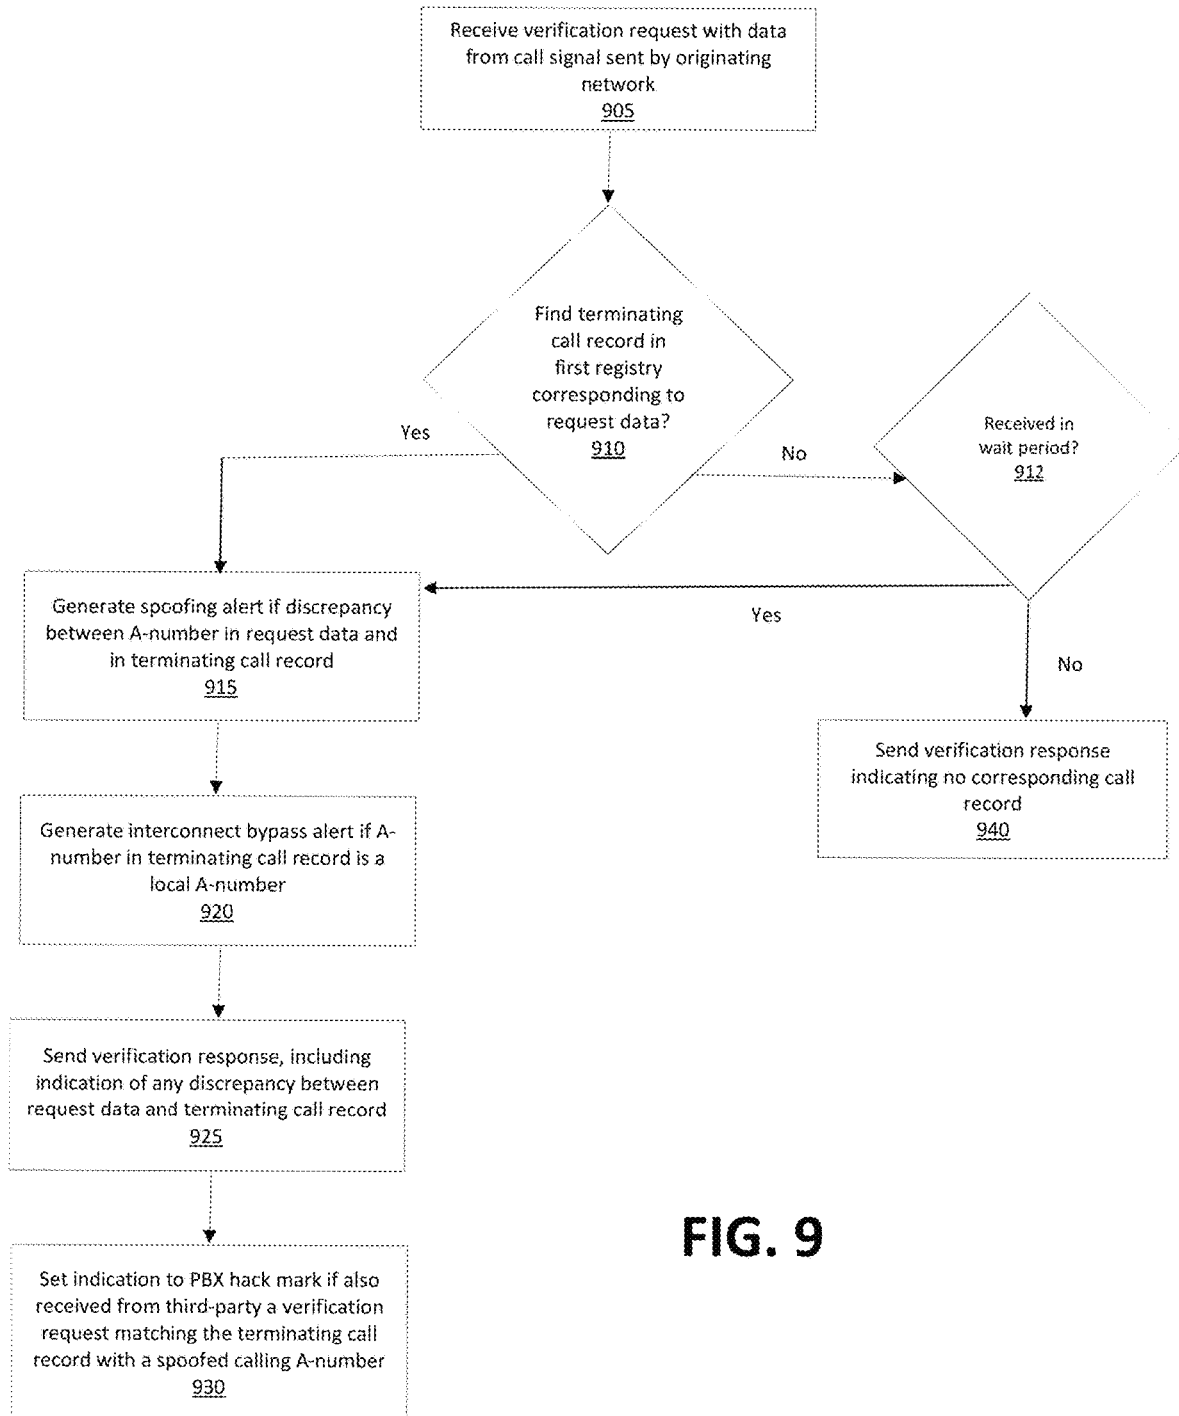 Receive verification request with data
from call signal sent by originating
network
905
Find terminating
call record in
first registry
corresponding to
request data?
910
Yes
No
Received in
wait period?
912
Generate spoofing alert if discrepancy
between A-number in request data and
in terminating call record
915
Yes
No
Send verification response
indicating no corresponding call
record
940
Generate interconnect bypass alert if A-
number in terminating call record is a
local A-number
920
Send verification response, including
indication of any discrepancy between
request data and terminating call record
925
FIG. 9
Set indication to PBX hack mark if also
received from third-party a verification
request matching the terminating call
record with a spoofed calling A-number
930